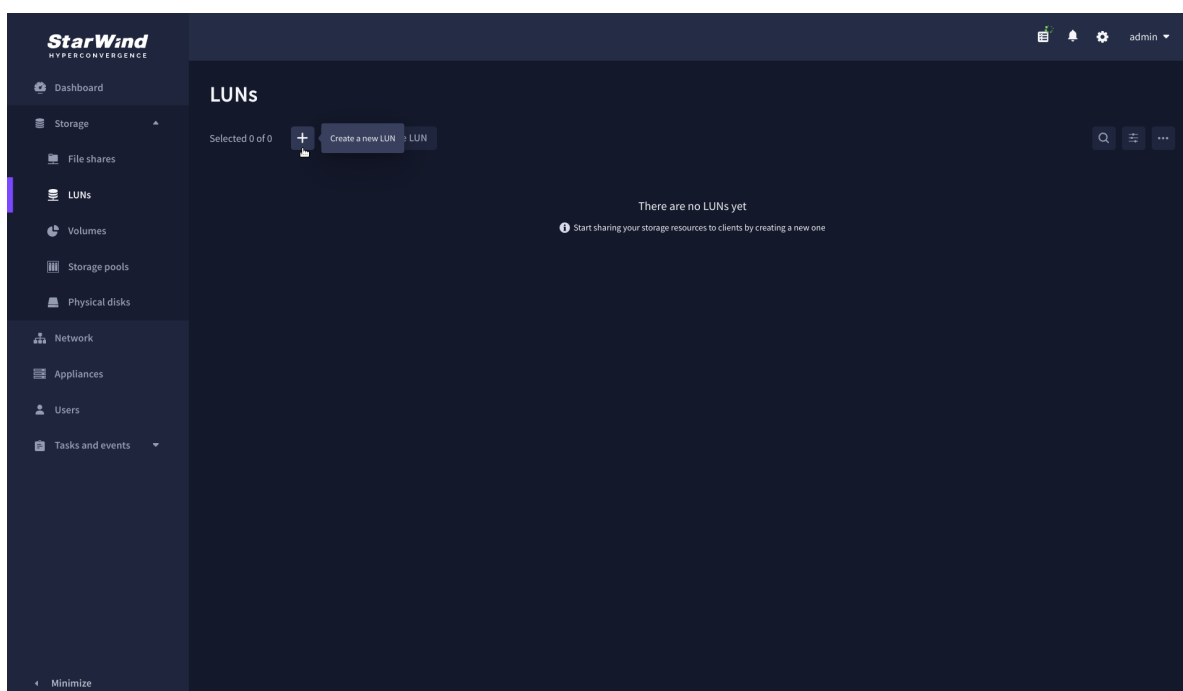 StarWind
HYPERCONVERGENCE
admin
Dashboard
Storage
File shares
LUNs
Volumes
Storage pools
Physical disks
Network
Appliances
Users
Tasks and events
Minimize
LUNs
Selected 0 of 0
Create a new LUN
LUN
There are no LUNs yet
Start sharing your storage resources to clients by creating a new one